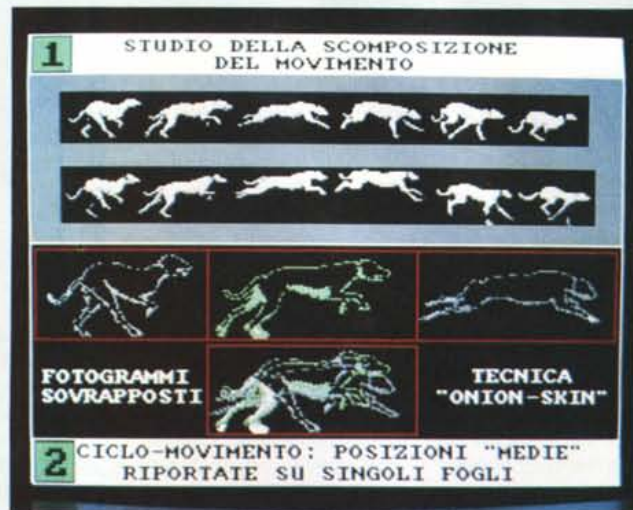 1 STUDIO DELLA SCOMPOSIZIONE
DEL MOVIMENTO
FOTOGRAMMI
SOVRAPPOSTI
TECNICA
"ONION-SKIN"
2 CICLO-MOVIMENTO: POSIZIONI "MEDIE"
RIPORTATE SU SINGOLI FOGLI